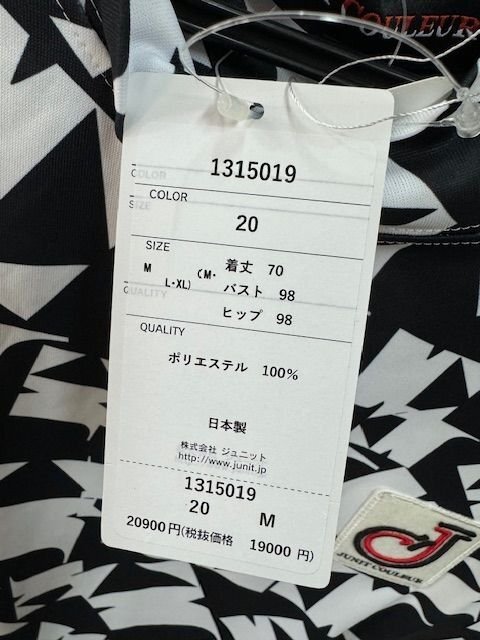 COULEUR
1315019
COLOR
COLOR
20
SIZE
SIZE
M (M・L・XL)
着丈 70
バスト 98
ヒップ 98
QUALITY
QUALITY
ポリエステル 100%
日本製
株式会社 ジュニット
http://www.junit.jp
1315019
20 M
20900円(税抜価格 19000 円)
JUNIT COULEUR